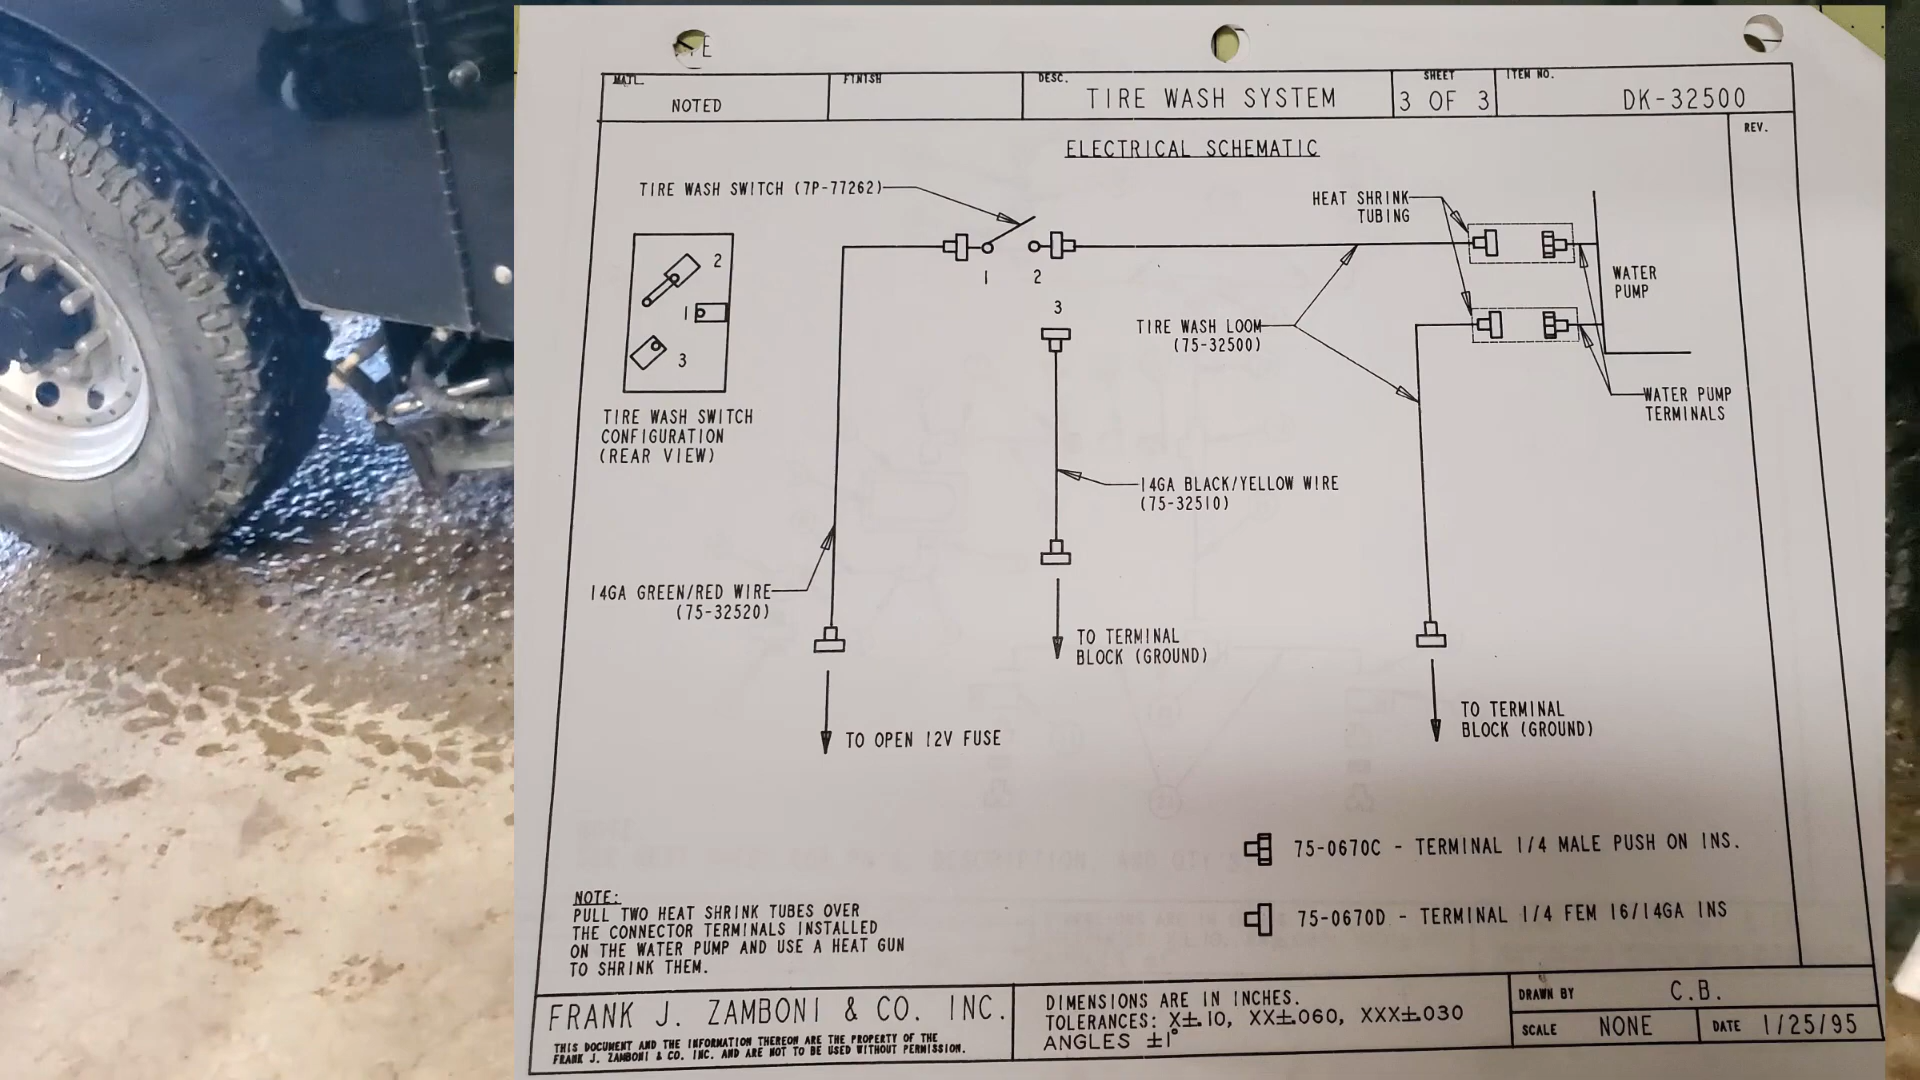 MATL.
NOTED
FINISH
DESC.
TIRE WASH SYSTEM
SHEET
3 OF 3
ITEM NO.
DK-32500
REV.
ELECTRICAL SCHEMATIC
TIRE WASH SWITCH (7P-77262)
HEAT SHRINK
TUBING
2
1
3
TIRE WASH SWITCH
CONFIGURATION
(REAR VIEW)
1
2
3
TIRE WASH LOOM
(75-32500)
WATER
PUMP
WATER PUMP
TERMINALS
14GA BLACK/YELLOW WIRE
(75-32510)
14GA GREEN/RED WIRE
(75-32520)
TO TERMINAL
BLOCK (GROUND)
TO OPEN 12V FUSE
TO TERMINAL
BLOCK (GROUND)
75-0670C - TERMINAL 1/4 MALE PUSH ON INS.
75-0670D - TERMINAL 1/4 FEM 16/14GA INS
NOTE:
PULL TWO HEAT SHRINK TUBES OVER
THE CONNECTOR TERMINALS INSTALLED
ON THE WATER PUMP AND USE A HEAT GUN
TO SHRINK THEM.
FRANK J. ZAMBONI & CO. INC.
THIS DOCUMENT AND THE INFORMATION THEREON ARE THE PROPERTY OF THE
FRANK J. ZAMBONI & CO. INC. AND ARE NOT TO BE USED WITHOUT PERMISSION.
DIMENSIONS ARE IN INCHES.
TOLERANCES: X±.10, XX±.060, XXX±.030
ANGLES ±1°
DRAWN BY
C.B.
SCALE
NONE
DATE
1/25/95